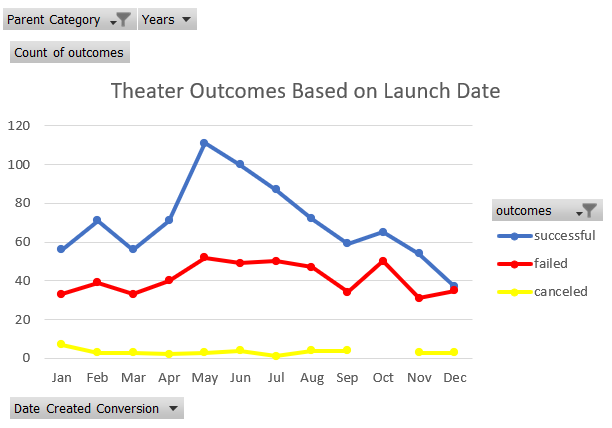 Parent Category Years
Count of outcomes
Theater Outcomes Based on Launch Date
120
100
80
60
40
20
0
Jan Feb Mar Apr May Jun Jul Aug Sep Oct Nov Dec
outcomes
successful
failed
canceled
Date Created Conversion